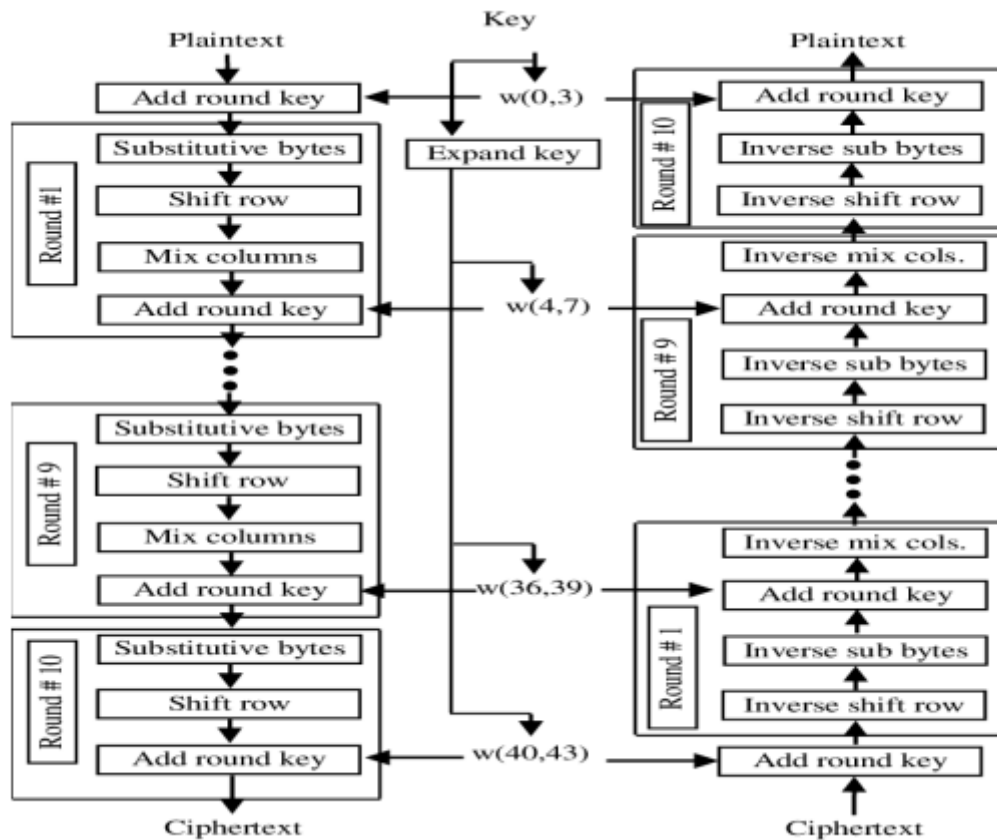 Key
Plaintext
Add round key
Round #1
Substitutive bytes
Shift row
Mix columns
Add round key
Round # 9
Substitutive bytes
Shift row
Mix columns
Add round key
Round # 10
Substitutive bytes
Shift row
Add round key
Ciphertext
w(0,3)
Expand key
w(4,7)
w(36,39)
w(40,43)
Plaintext
Round # 10
Add round key
Inverse sub bytes
Inverse shift row
Round # 9
Inverse mix cols.
Add round key
Inverse sub bytes
Inverse shift row
Round # 1
Inverse mix cols.
Add round key
Inverse sub bytes
Inverse shift row
Add round key
Ciphertext